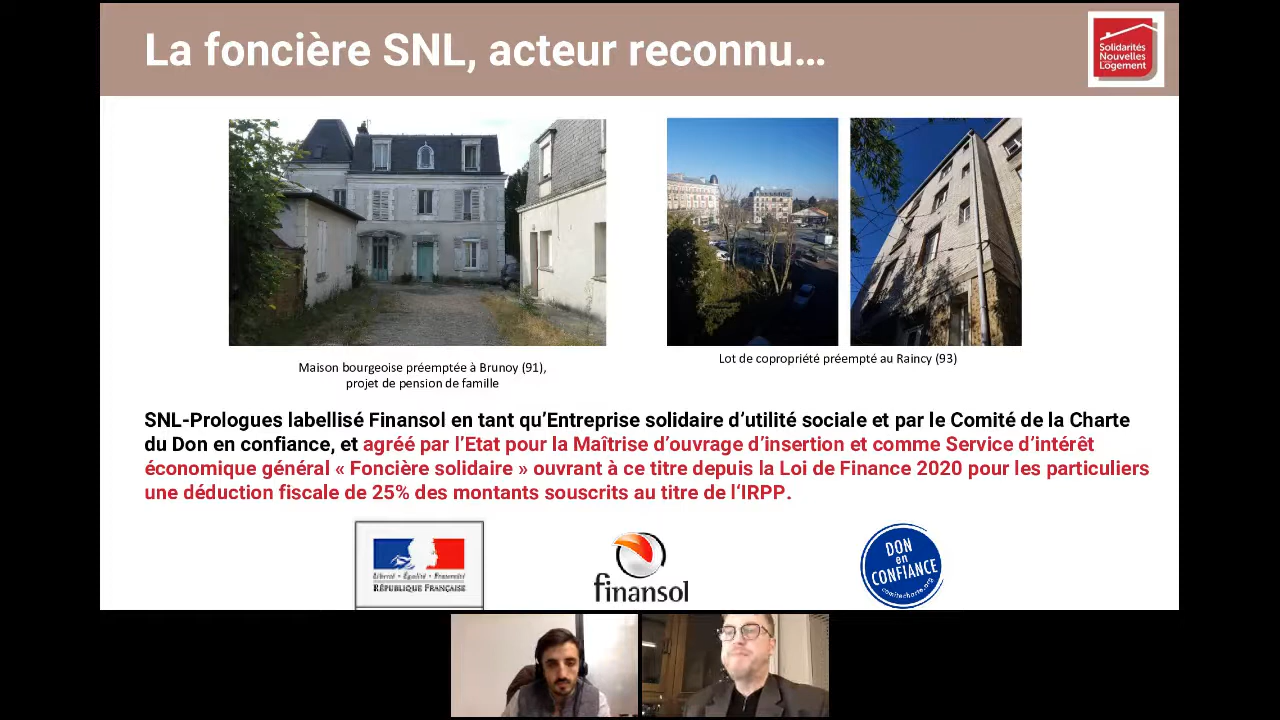 La foncière SNL, acteur reconnu...
Solidarités
Nouvelles
Logement
Maison bourgeoise préemptée à Brunoy (91),
projet de pension de famille
Lot de copropriété préempté au Raincy (93)
SNL-Prologues labellisé Finansol en tant qu’Entreprise solidaire d’utilité sociale et par le Comité de la Charte
du Don en confiance, et agréé par l’Etat pour la Maîtrise d’ouvrage d’insertion et comme Service d’intérêt
économique général « Foncière solidaire » ouvrant à ce titre depuis la Loi de Finance 2020 pour les particuliers
une déduction fiscale de 25% des montants souscrits au titre de l‘IRPP.
Liberté • Égalité • Fraternité
RÉPUBLIQUE FRANÇAISE
finansol
DON
en
CONFIANCE
comitecharte.org